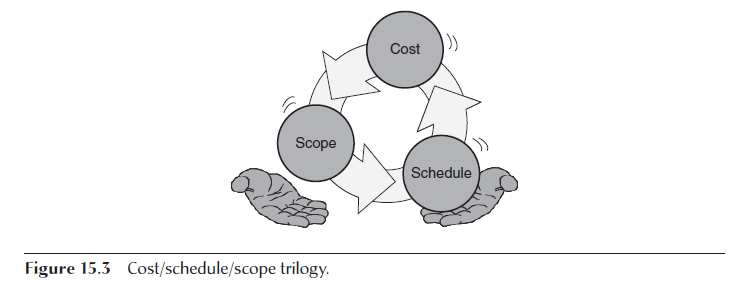 Cost
Scope
Schedule
Figure 15.3 Cost/schedule/scope trilogy.